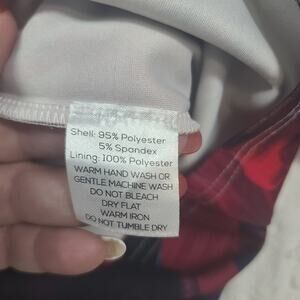 Shell: 95% Polyester
5% Spandex
Lining: 100% Polyester
WARM HAND WASH OR
GENTLE MACHINE WASH
DO NOT BLEACH
DRY FLAT
WARM IRON
DO NOT TUMBLE DRY